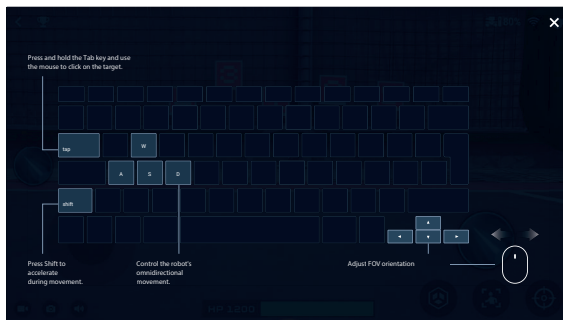 Press and hold the Tab key and use
the mouse to click on the target.
tap
W
A
S
D
shift
Press Shift to
accelerate
during movement.
Control the robot's
omnidirectional
movement.
Adjust FOV orientation